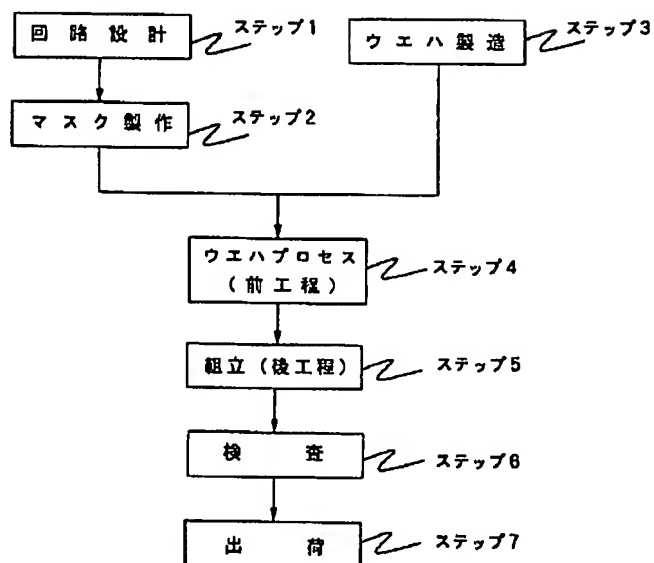 回路設計
ステップ1
ウエハ製造
ステップ3
マスク製作
ステップ2
ウエハプロセス
(前工程)
ステップ4
組立(後工程)
ステップ5
検査
ステップ6
出荷
ステップ7